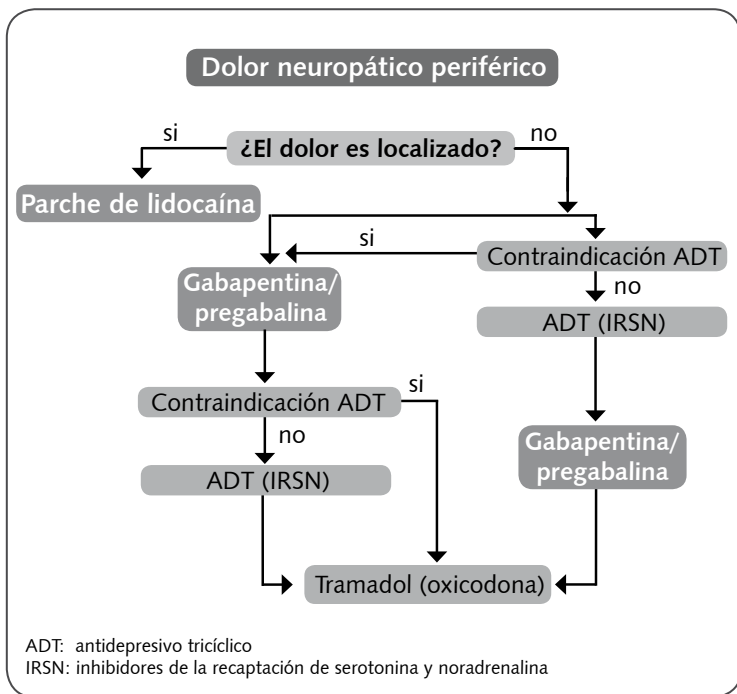 Dolor neuropático periférico
si
¿El dolor es localizado?
no
Parche de lidocaína
si
Contraindicación ADT
no
Gabapentina/
pregabalina
ADT (IRSN)
Contraindicación ADT
si
no
Gabapentina/
pregabalina
ADT (IRSN)
Tramadol (oxicodona)
ADT: antidepresivo tricíclico
IRSN: inhibidores de la recaptación de serotonina y noradrenalina